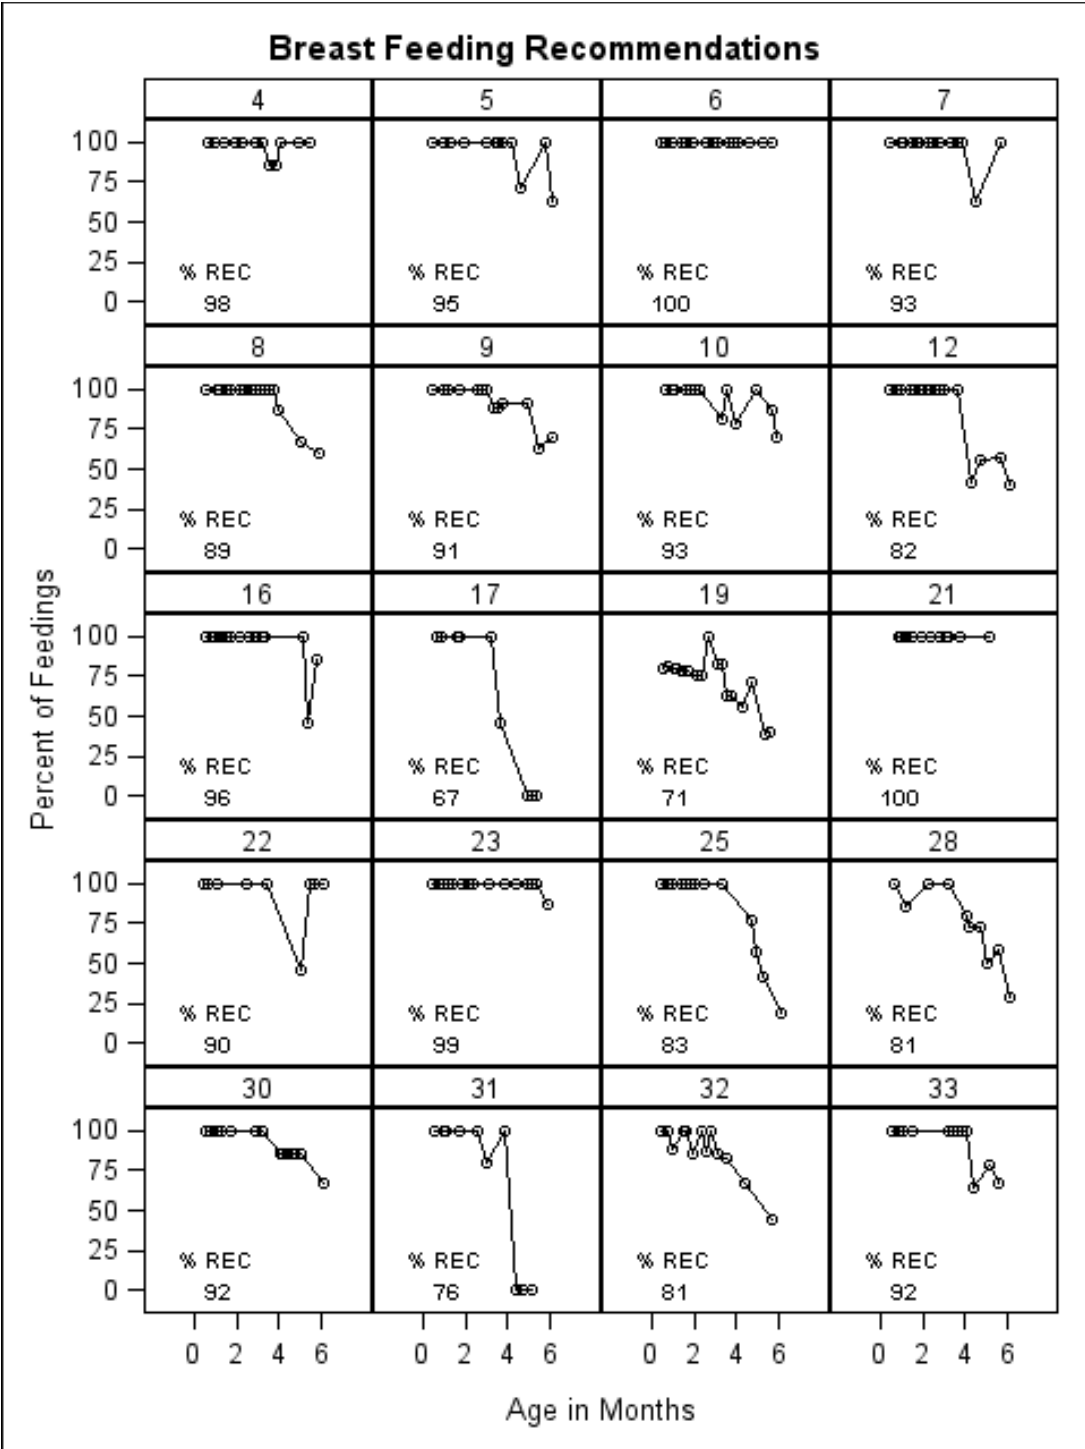 Breast Feeding Recommendations
4 5 6 7
100
75
50
25
0
% REC % REC % REC % REC
98 95 100 93
8 9 10 12
100
75
50
25
0
% REC % REC % REC % REC
89 91 93 82
16 17 19 21
100
75
50
25
0
% REC % REC % REC % REC
96 67 71 100
22 23 25 28
100
75
50
25
0
% REC % REC % REC % REC
90 99 83 81
30 31 32 33
100
75
50
25
0
% REC % REC % REC % REC
92 76 81 92
Percent of Feedings
0 2 4 6 0 2 4 6 0 2 4 6 0 2 4 6
Age in Months